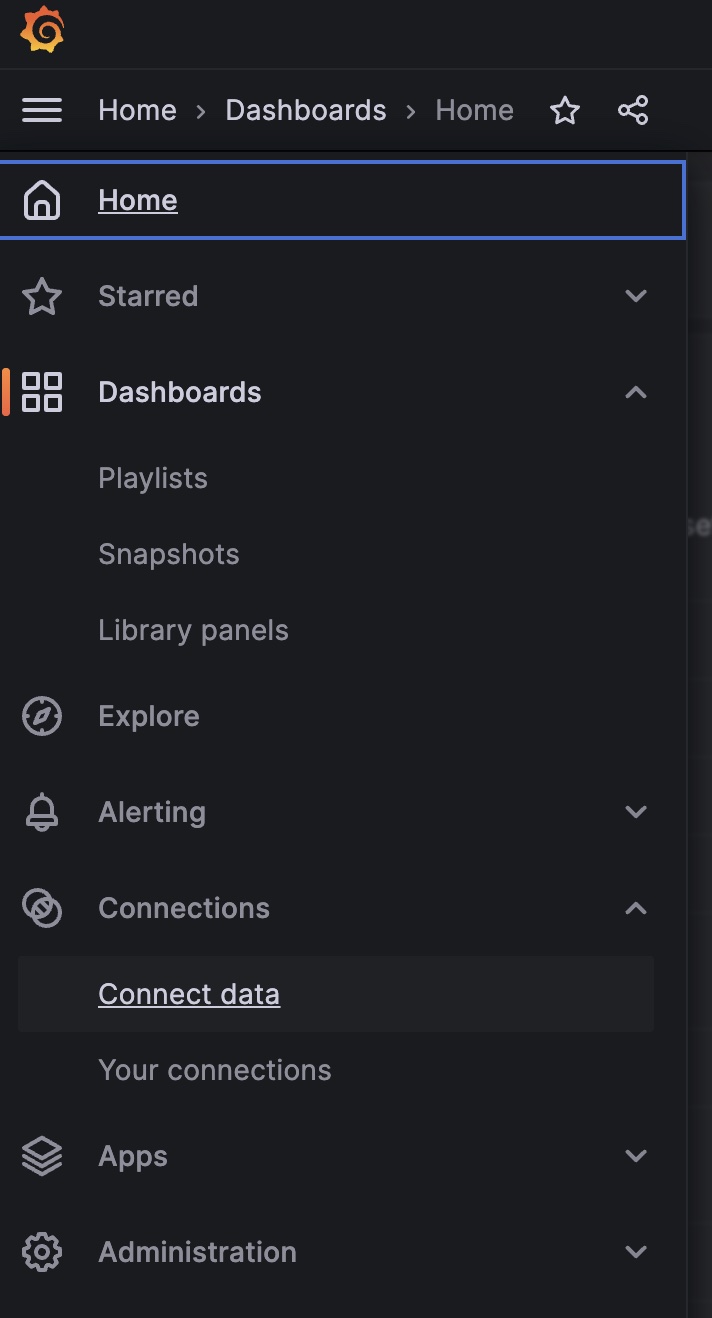 Home › Dashboards › Home
Home
Starred
Dashboards
Playlists
Snapshots
Library panels
Explore
Alerting
Connections
Connect data
Your connections
Apps
Administration